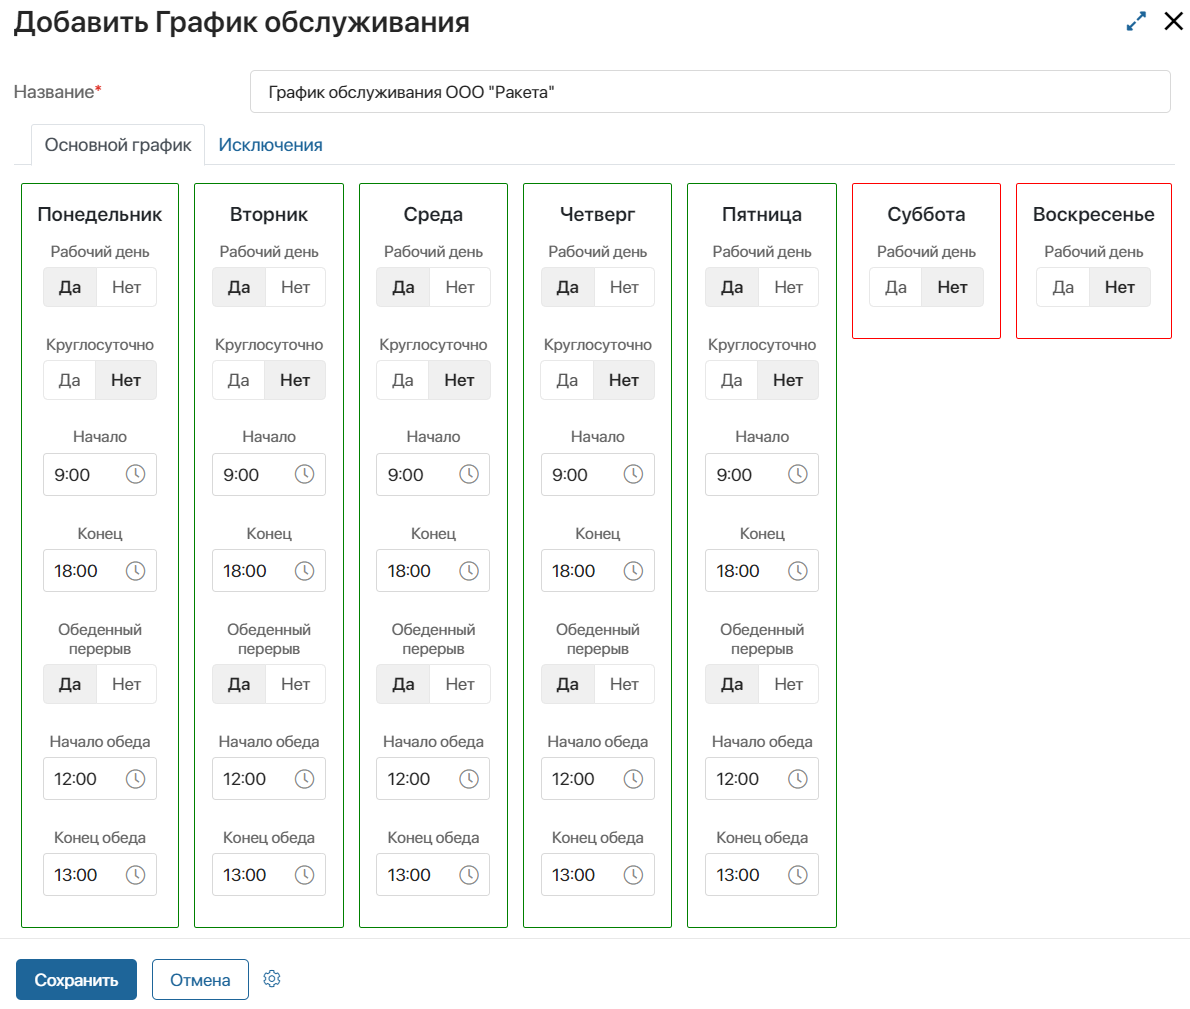 Добавить График обслуживания
Название*
График обслуживания ООО "Ракета"
Основной график Исключения
Понедельник Вторник Среда Четверг Пятница Суббота Воскресенье
Рабочий день Рабочий день Рабочий день Рабочий день Рабочий день Рабочий день Рабочий день
Да Нет Да Нет Да Нет Да Нет Да Нет Да Нет Да Нет
Круглосуточно Круглосуточно Круглосуточно Круглосуточно Круглосуточно
Да Нет Да Нет Да Нет Да Нет Да Нет
Начало Начало Начало Начало Начало
9:00 9:00 9:00 9:00 9:00
Конец Конец Конец Конец Конец
18:00 18:00 18:00 18:00 18:00
Обеденный Обеденный Обеденный Обеденный Обеденный
перерыв перерыв перерыв перерыв перерыв
Да Нет Да Нет Да Нет Да Нет Да Нет
Начало обеда Начало обеда Начало обеда Начало обеда Начало обеда
12:00 12:00 12:00 12:00 12:00
Конец обеда Конец обеда Конец обеда Конец обеда Конец обеда
13:00 13:00 13:00 13:00 13:00
Сохранить Отмена